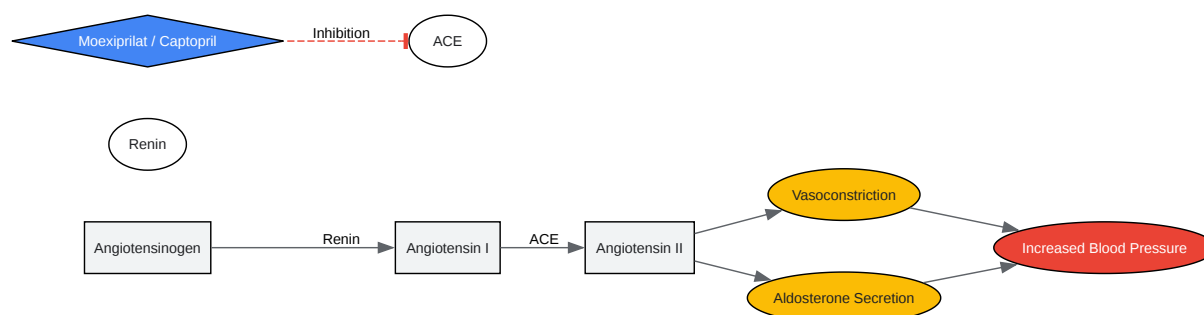 Moexiprilat / Captopril
Inhibition
ACE
Renin
Angiotensinogen
Renin
Angiotensin I
ACE
Angiotensin II
Vasoconstriction
Aldosterone Secretion
Increased Blood Pressure